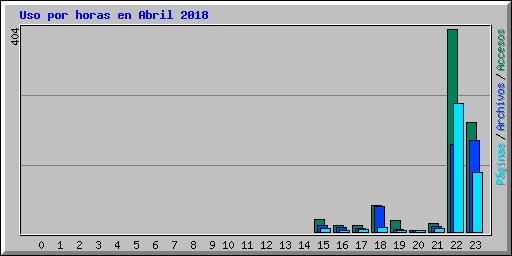 Uso por horas en Abril 2018
404
Páginas / Archivos / Accesos
0 1 2 3 4 5 6 7 8 9 10 11 12 13 14 15 16 17 18 19 20 21 22 23